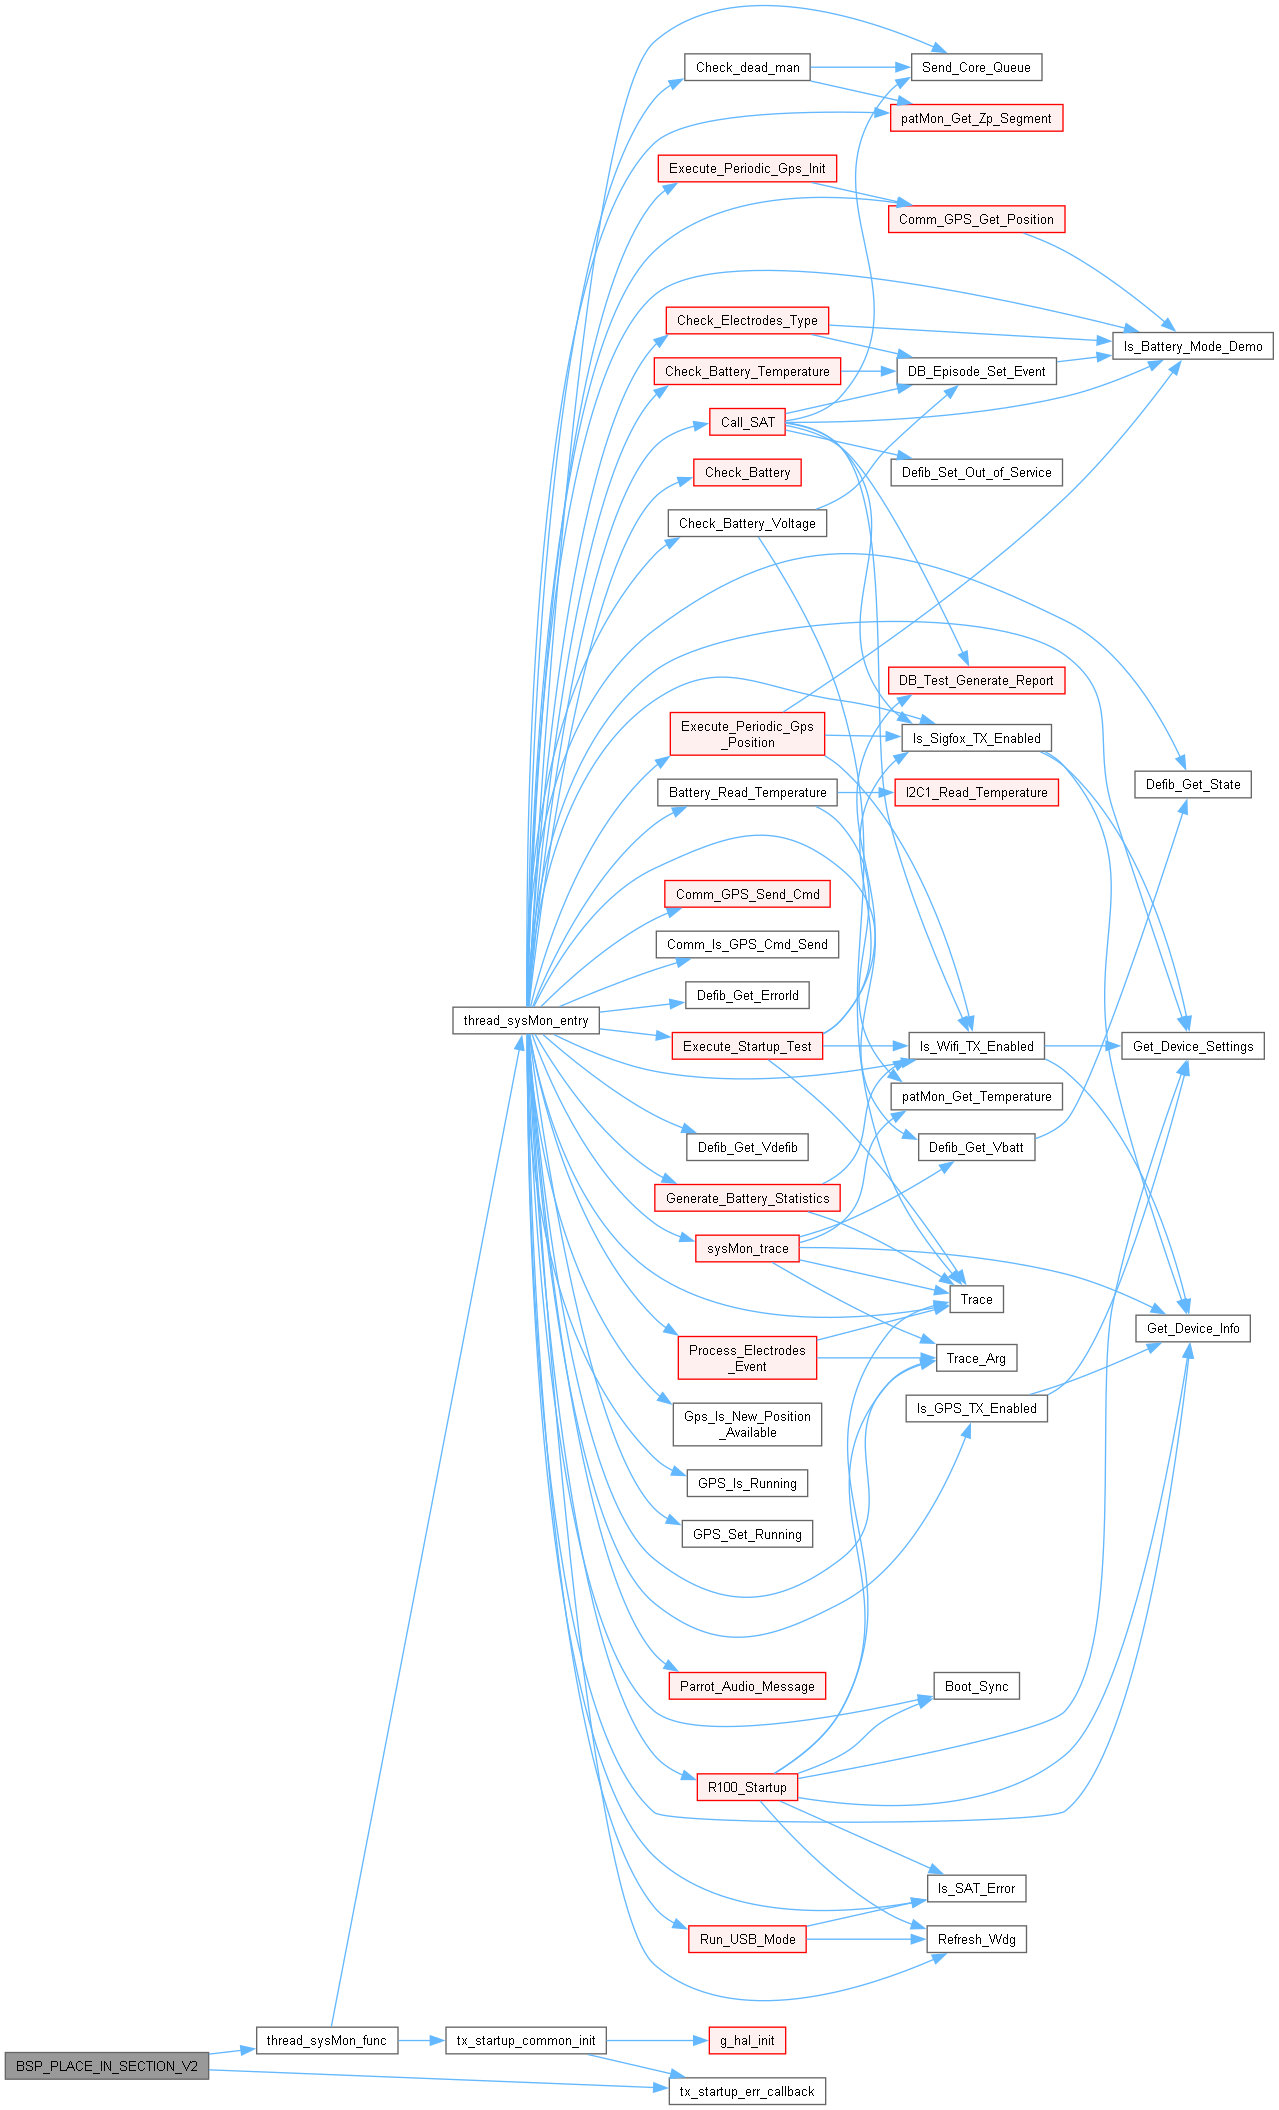 Check_dead_man
Send_Core_Queue
patMon_Get_Zp_Segment
Execute_Periodic_Gps_Init
Comm_GPS_Get_Position
Check_Electrodes_Type
Is_Battery_Mode_Demo
Check_Battery_Temperature
DB_Episode_Set_Event
Call_SAT
Check_Battery
Defib_Set_Out_of_Service
Check_Battery_Voltage
DB_Test_Generate_Report
Execute_Periodic_Gps
_Position
Is_Sigfox_TX_Enabled
Battery_Read_Temperature
I2C1_Read_Temperature
Defib_Get_State
Comm_GPS_Send_Cmd
Comm_Is_GPS_Cmd_Send
Defib_Get_ErrorId
thread_sysMon_entry
Execute_Startup_Test
Is_Wifi_TX_Enabled
Get_Device_Settings
patMon_Get_Temperature
Defib_Get_Vdefib
Defib_Get_Vbatt
Generate_Battery_Statistics
sysMon_trace
Trace
Get_Device_Info
Process_Electrodes
_Event
Trace_Arg
Is_GPS_TX_Enabled
Gps_Is_New_Position
_Available
GPS_Is_Running
GPS_Set_Running
Parrot_Audio_Message
Boot_Sync
R100_Startup
Is_SAT_Error
Run_USB_Mode
Refresh_Wdg
thread_sysMon_func
tx_startup_common_init
g_hal_init
BSP_PLACE_IN_SECTION_V2
tx_startup_err_callback